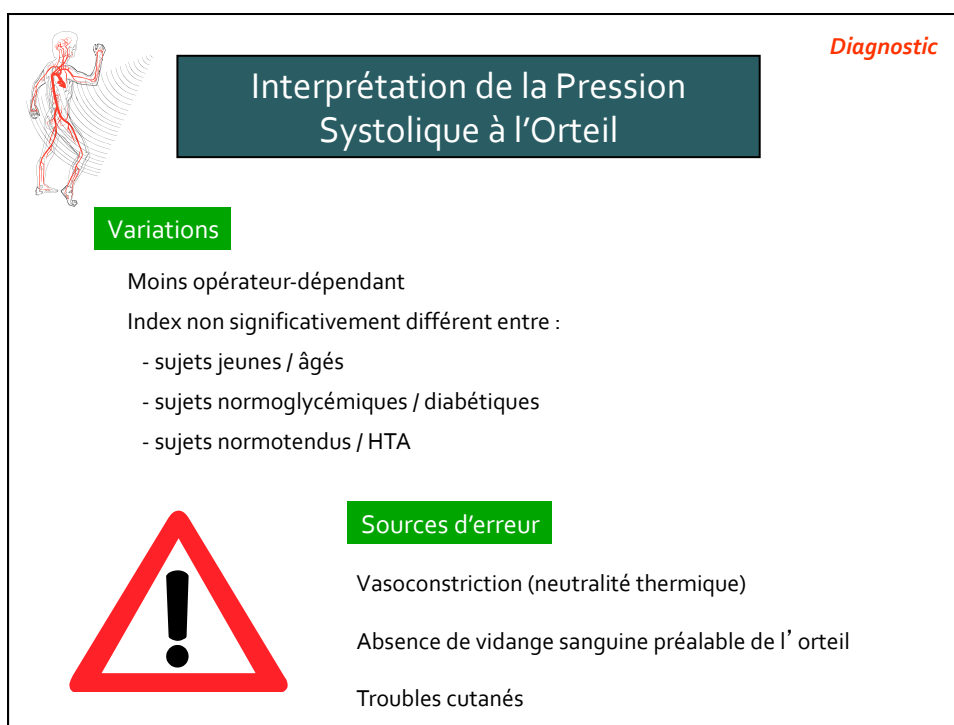 Diagnostic
Interprétation de la Pression
Systolique à l'Orteil
Variations
Moins opérateur-dépendant
Index non significativement différent entre :
- sujets jeunes / âgés
- sujets normoglycémiques / diabétiques
- sujets normotendus / HTA
Sources d'erreur
Vasoconstriction (neutralité thermique)
Absence de vidange sanguine préalable de l' orteil
Troubles cutanés